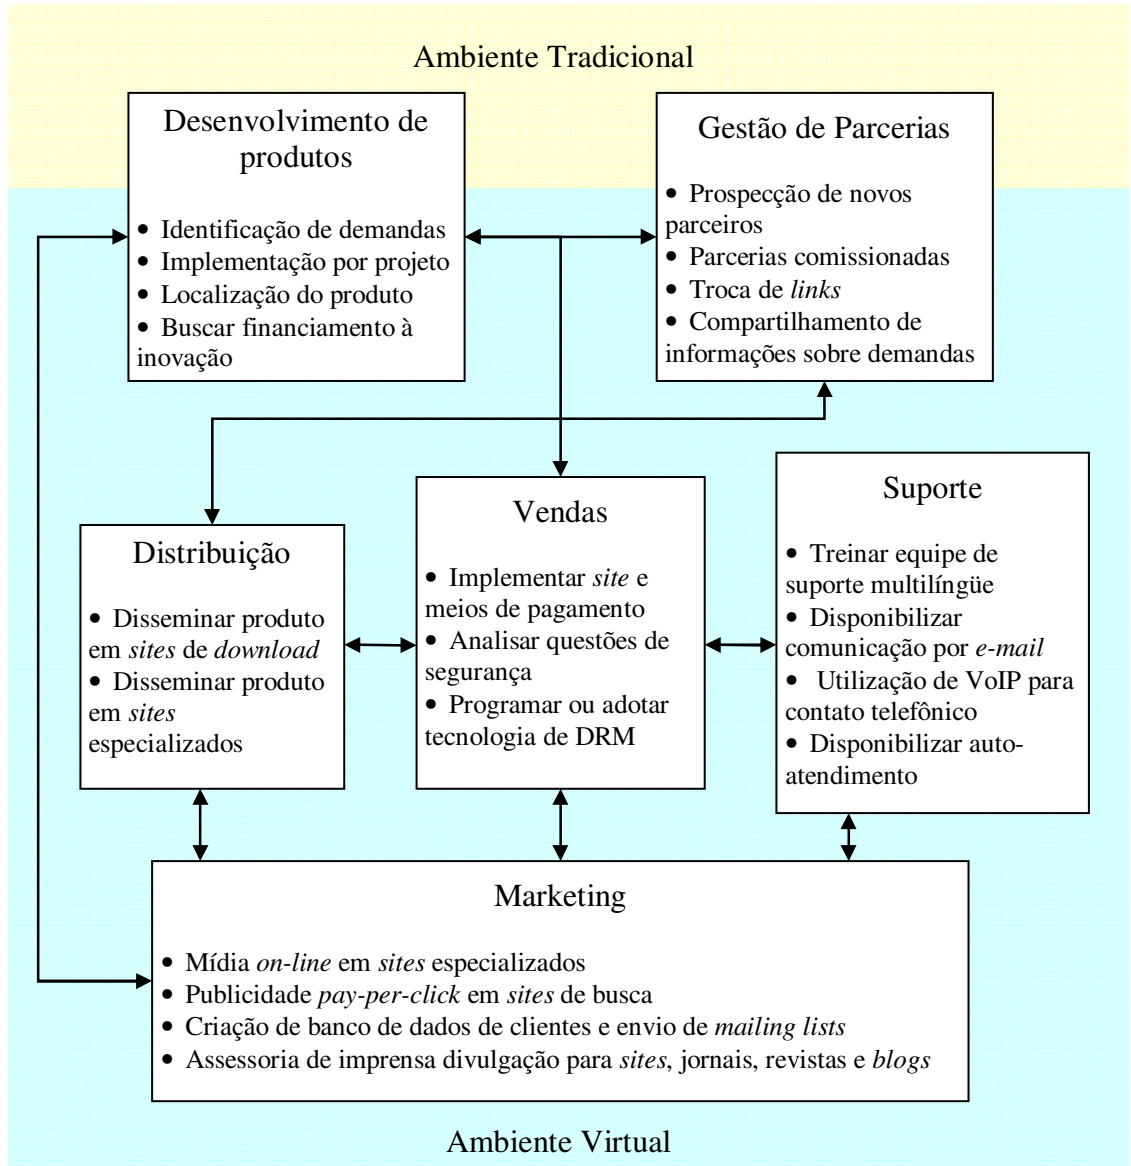 Ambiente Tradicional
Desenvolvimento de
produtos
• Identificação de demandas
• Implementação por projeto
• Localização do produto
• Buscar financiamento à
inovação
Gestão de Parcerias
• Prospecção de novos
parceiros
• Parcerias comissionadas
• Troca de links
• Compartilhamento de
informações sobre demandas
Distribuição
• Disseminar produto
em sites de download
• Disseminar produto
em sites
especializados
Vendas
• Implementar site e
meios de pagamento
• Analisar questões de
segurança
• Programar ou adotar
tecnologia de DRM
Suporte
• Treinar equipe de
suporte multilíngüe
• Disponibilizar
comunicação por e-mail
• Utilização de VoIP para
contato telefônico
• Disponibilizar auto-
atendimento
Marketing
• Mídia on-line em sites especializados
• Publicidade pay-per-click em sites de busca
• Criação de banco de dados de clientes e envio de mailing lists
• Assessoria de imprensa divulgação para sites, jornais, revistas e blogs
Ambiente Virtual